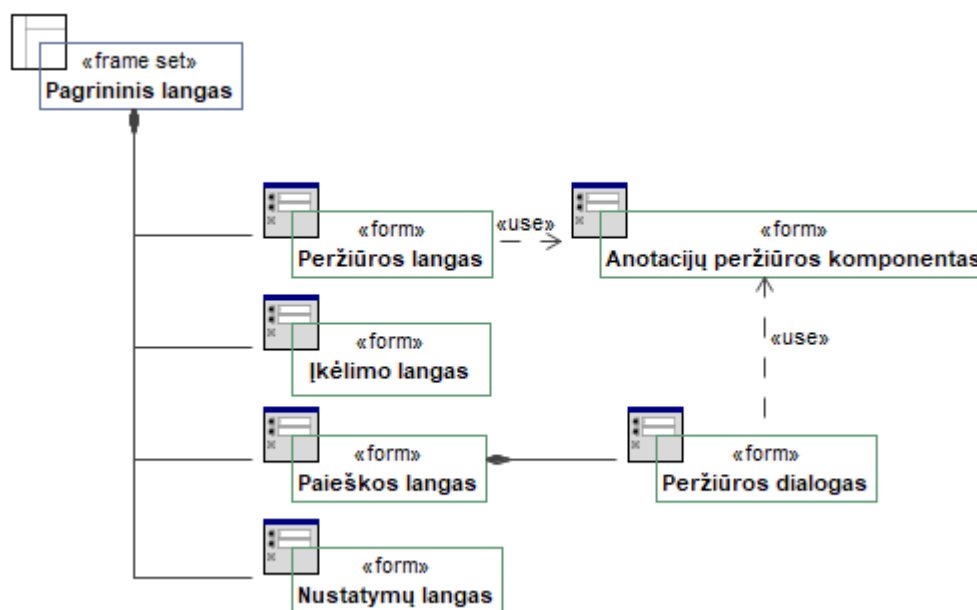 «frame set»
Pagrininis langas
«form»
Peržiūros langas
«use»
«form»
Anotacijų peržiūros komponentas
«form»
Įkėlimo langas
«use»
«form»
Paieškos langas
«form»
Peržiūros dialogas
«form»
Nustatymų langas